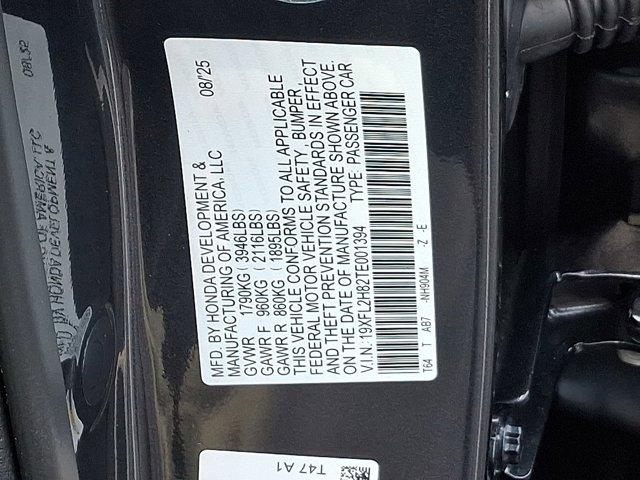 MFD. BY HONDA DEVELOPMENT & 08/25
MANUFACTURING OF AMERICA, LLC
GVWR 1790KG (3946LBS)
GAWR F 960KG (2116LBS)
GAWR R 860KG (1895LBS)
THIS VEHICLE CONFORMS TO ALL APPLICABLE
FEDERAL MOTOR VEHICLE SAFETY, BUMPER,
AND THEFT PREVENTION STANDARDS IN EFFECT
ON THE DATE OF MANUFACTURE SHOWN ABOVE.
V.I.N: 19XFL2H82TE001394 TYPE: PASSENGER CAR
T64 T AB7 -NH904M -Z -E
T47 A1